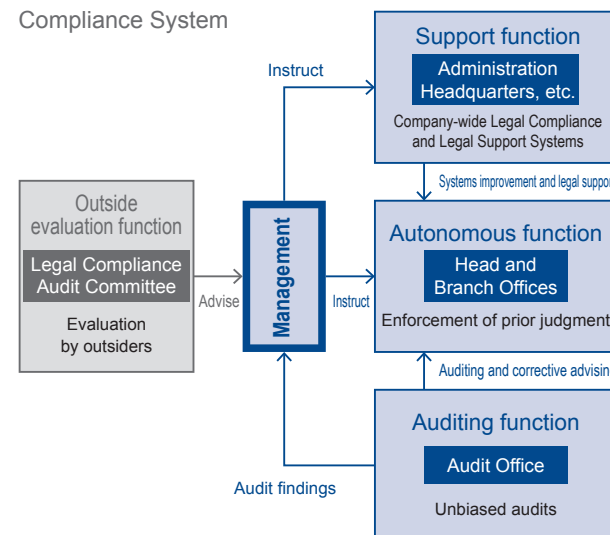 Compliance System
Support function
Administration
Headquarters, etc.
Company-wide Legal Compliance
and Legal Support Systems
Instruct
Systems improvement and legal support
Outside
evaluation function
Legal Compliance
Audit Committee
Evaluation
by outsiders
Advise
Management
Instruct
Autonomous function
Head and
Branch Offices
Enforcement of prior judgment
Auditing and corrective advisin
Auditing function
Audit Office
Unbiased audits
Audit findings